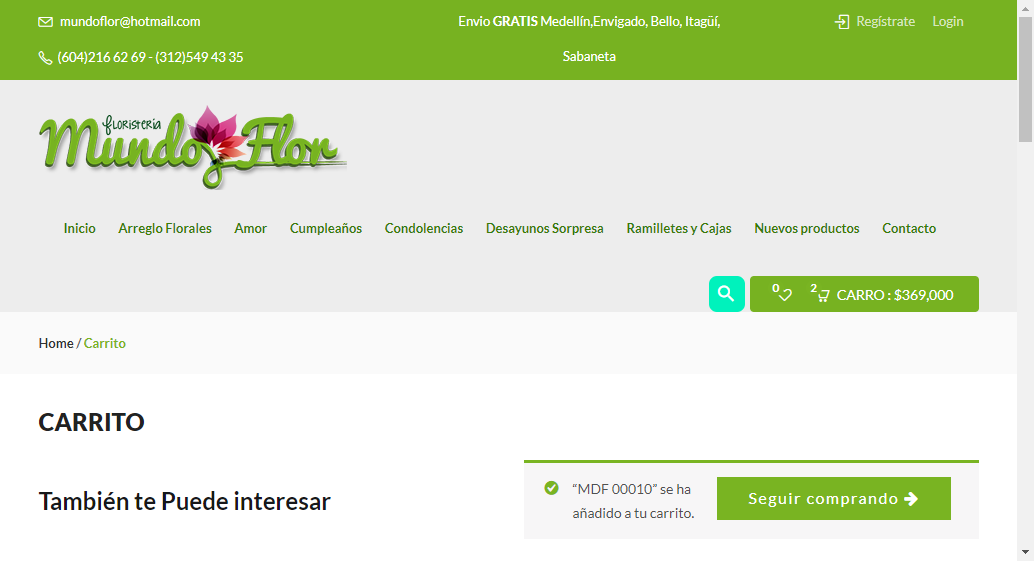 mundoflor@hotmail.com
Envio GRATIS Medellín,Envigado, Bello, Itagüí,
Sabaneta
Regístrate Login
(604)216 62 69 - (312)549 43 35
floristería
Mundo Flor
Inicio Arreglo Florales Amor Cumpleaños Condolencias Desayunos Sorpresa Ramilletes y Cajas Nuevos productos Contacto
0 2 CARRO : $369,000
Home / Carrito
CARRITO
También te Puede interesar
“MDF 00010” se ha
añadido a tu carrito.
Seguir comprando